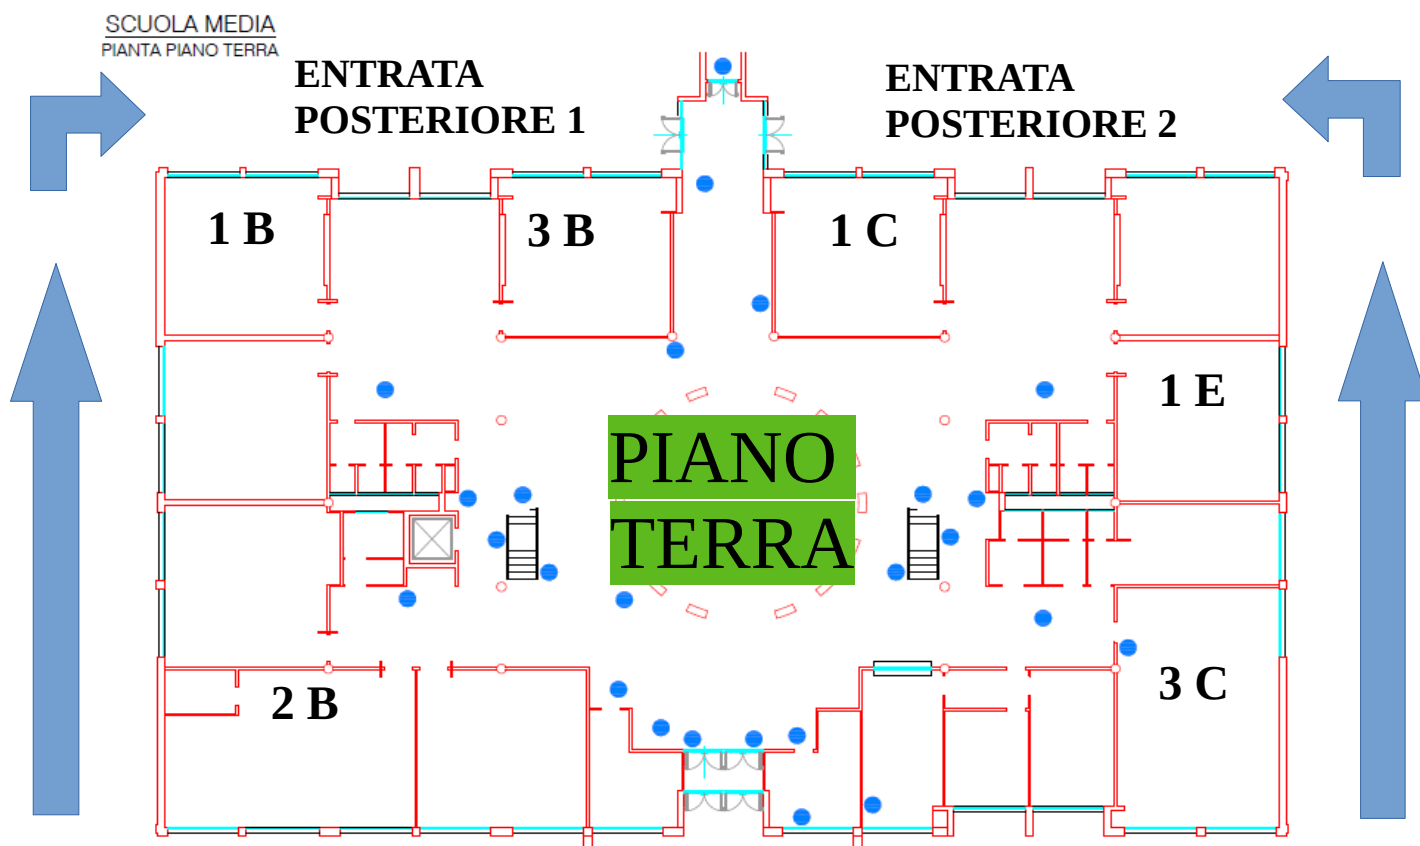 SCUOLA MEDIA
PIANTA PIANO TERRA
ENTRATA
POSTERIORE 1
ENTRATA
POSTERIORE 2
1 B
3 B
1 C
1 E
PIANO
TERRA
2 B
3 C